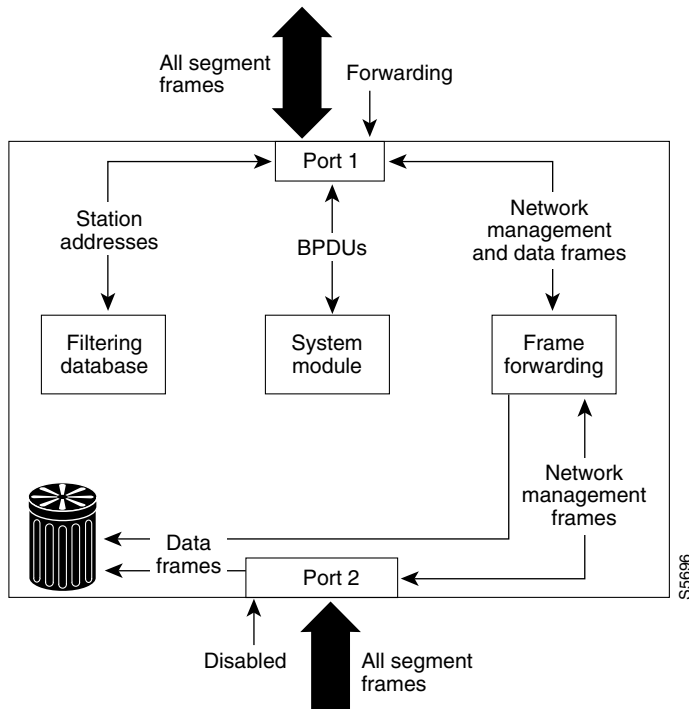 All segment
frames
Forwarding
Port 1
Station
addresses
BPDUs
Network
management
and data frames
Filtering
database
System
module
Frame
forwarding
Network
management
frames
Data
frames
Port 2
Disabled
All segment
frames
S5696